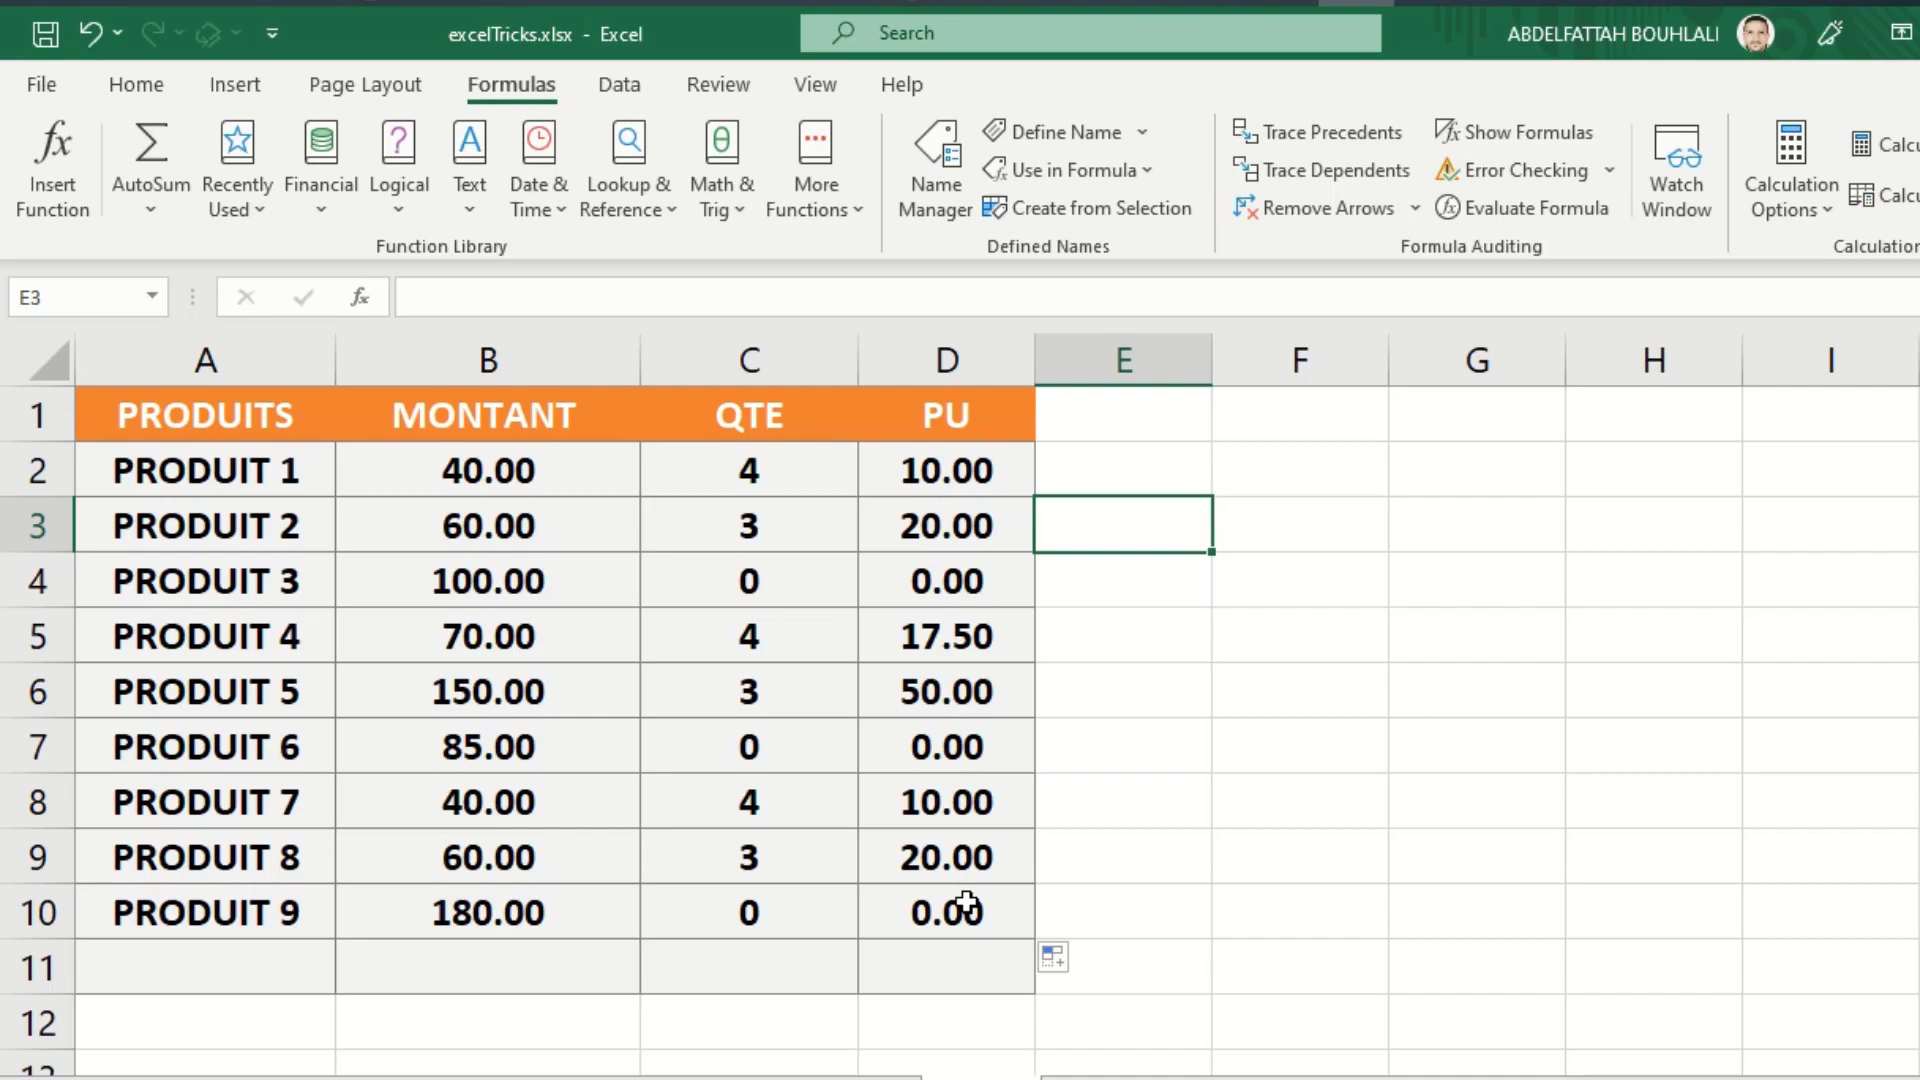 excelTricks.xlsx - Excel
Search
ABDELFATTAH BOUHLALI
File Home Insert Page Layout Formulas Data Review View Help
fx
Insert Function
AutoSum
Recently Used
Financial
Logical
Text
Date & Time
Lookup & Reference
Math & Trig
More Functions
Function Library
Name Manager
Define Name
Use in Formula
Create from Selection
Defined Names
Trace Precedents
Trace Dependents
Remove Arrows
Show Formulas
Error Checking
Evaluate Formula
Formula Auditing
Watch Window
Calculation Options
E3
fx
A B C D E F G H I
1 PRODUITS MONTANT QTE PU
2 PRODUIT 1 40.00 4 10.00
3 PRODUIT 2 60.00 3 20.00
4 PRODUIT 3 100.00 0 0.00
5 PRODUIT 4 70.00 4 17.50
6 PRODUIT 5 150.00 3 50.00
7 PRODUIT 6 85.00 0 0.00
8 PRODUIT 7 40.00 4 10.00
9 PRODUIT 8 60.00 3 20.00
10 PRODUIT 9 180.00 0 0.00
11
12